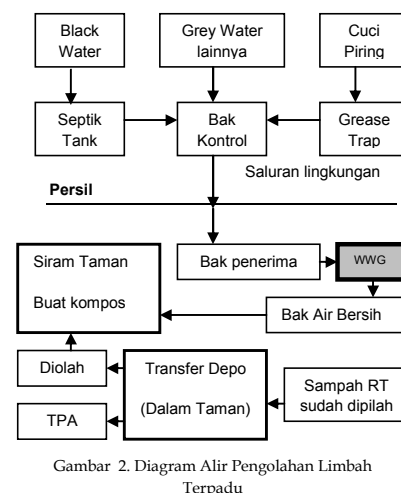 Black
Water
Grey Water
lainnya
Cuci
Piring
Septik
Tank
Bak
Kontrol
Grease
Trap
Saluran lingkungan
Persil
Siram Taman
Buat kompos
Bak penerima
WWG
Bak Air Bersih
Diolah
Transfer Depo
(Dalam Taman)
Sampah RT
sudah dipilah
TPA
Gambar 2. Diagram Alir Pengolahan Limbah
Terpadu